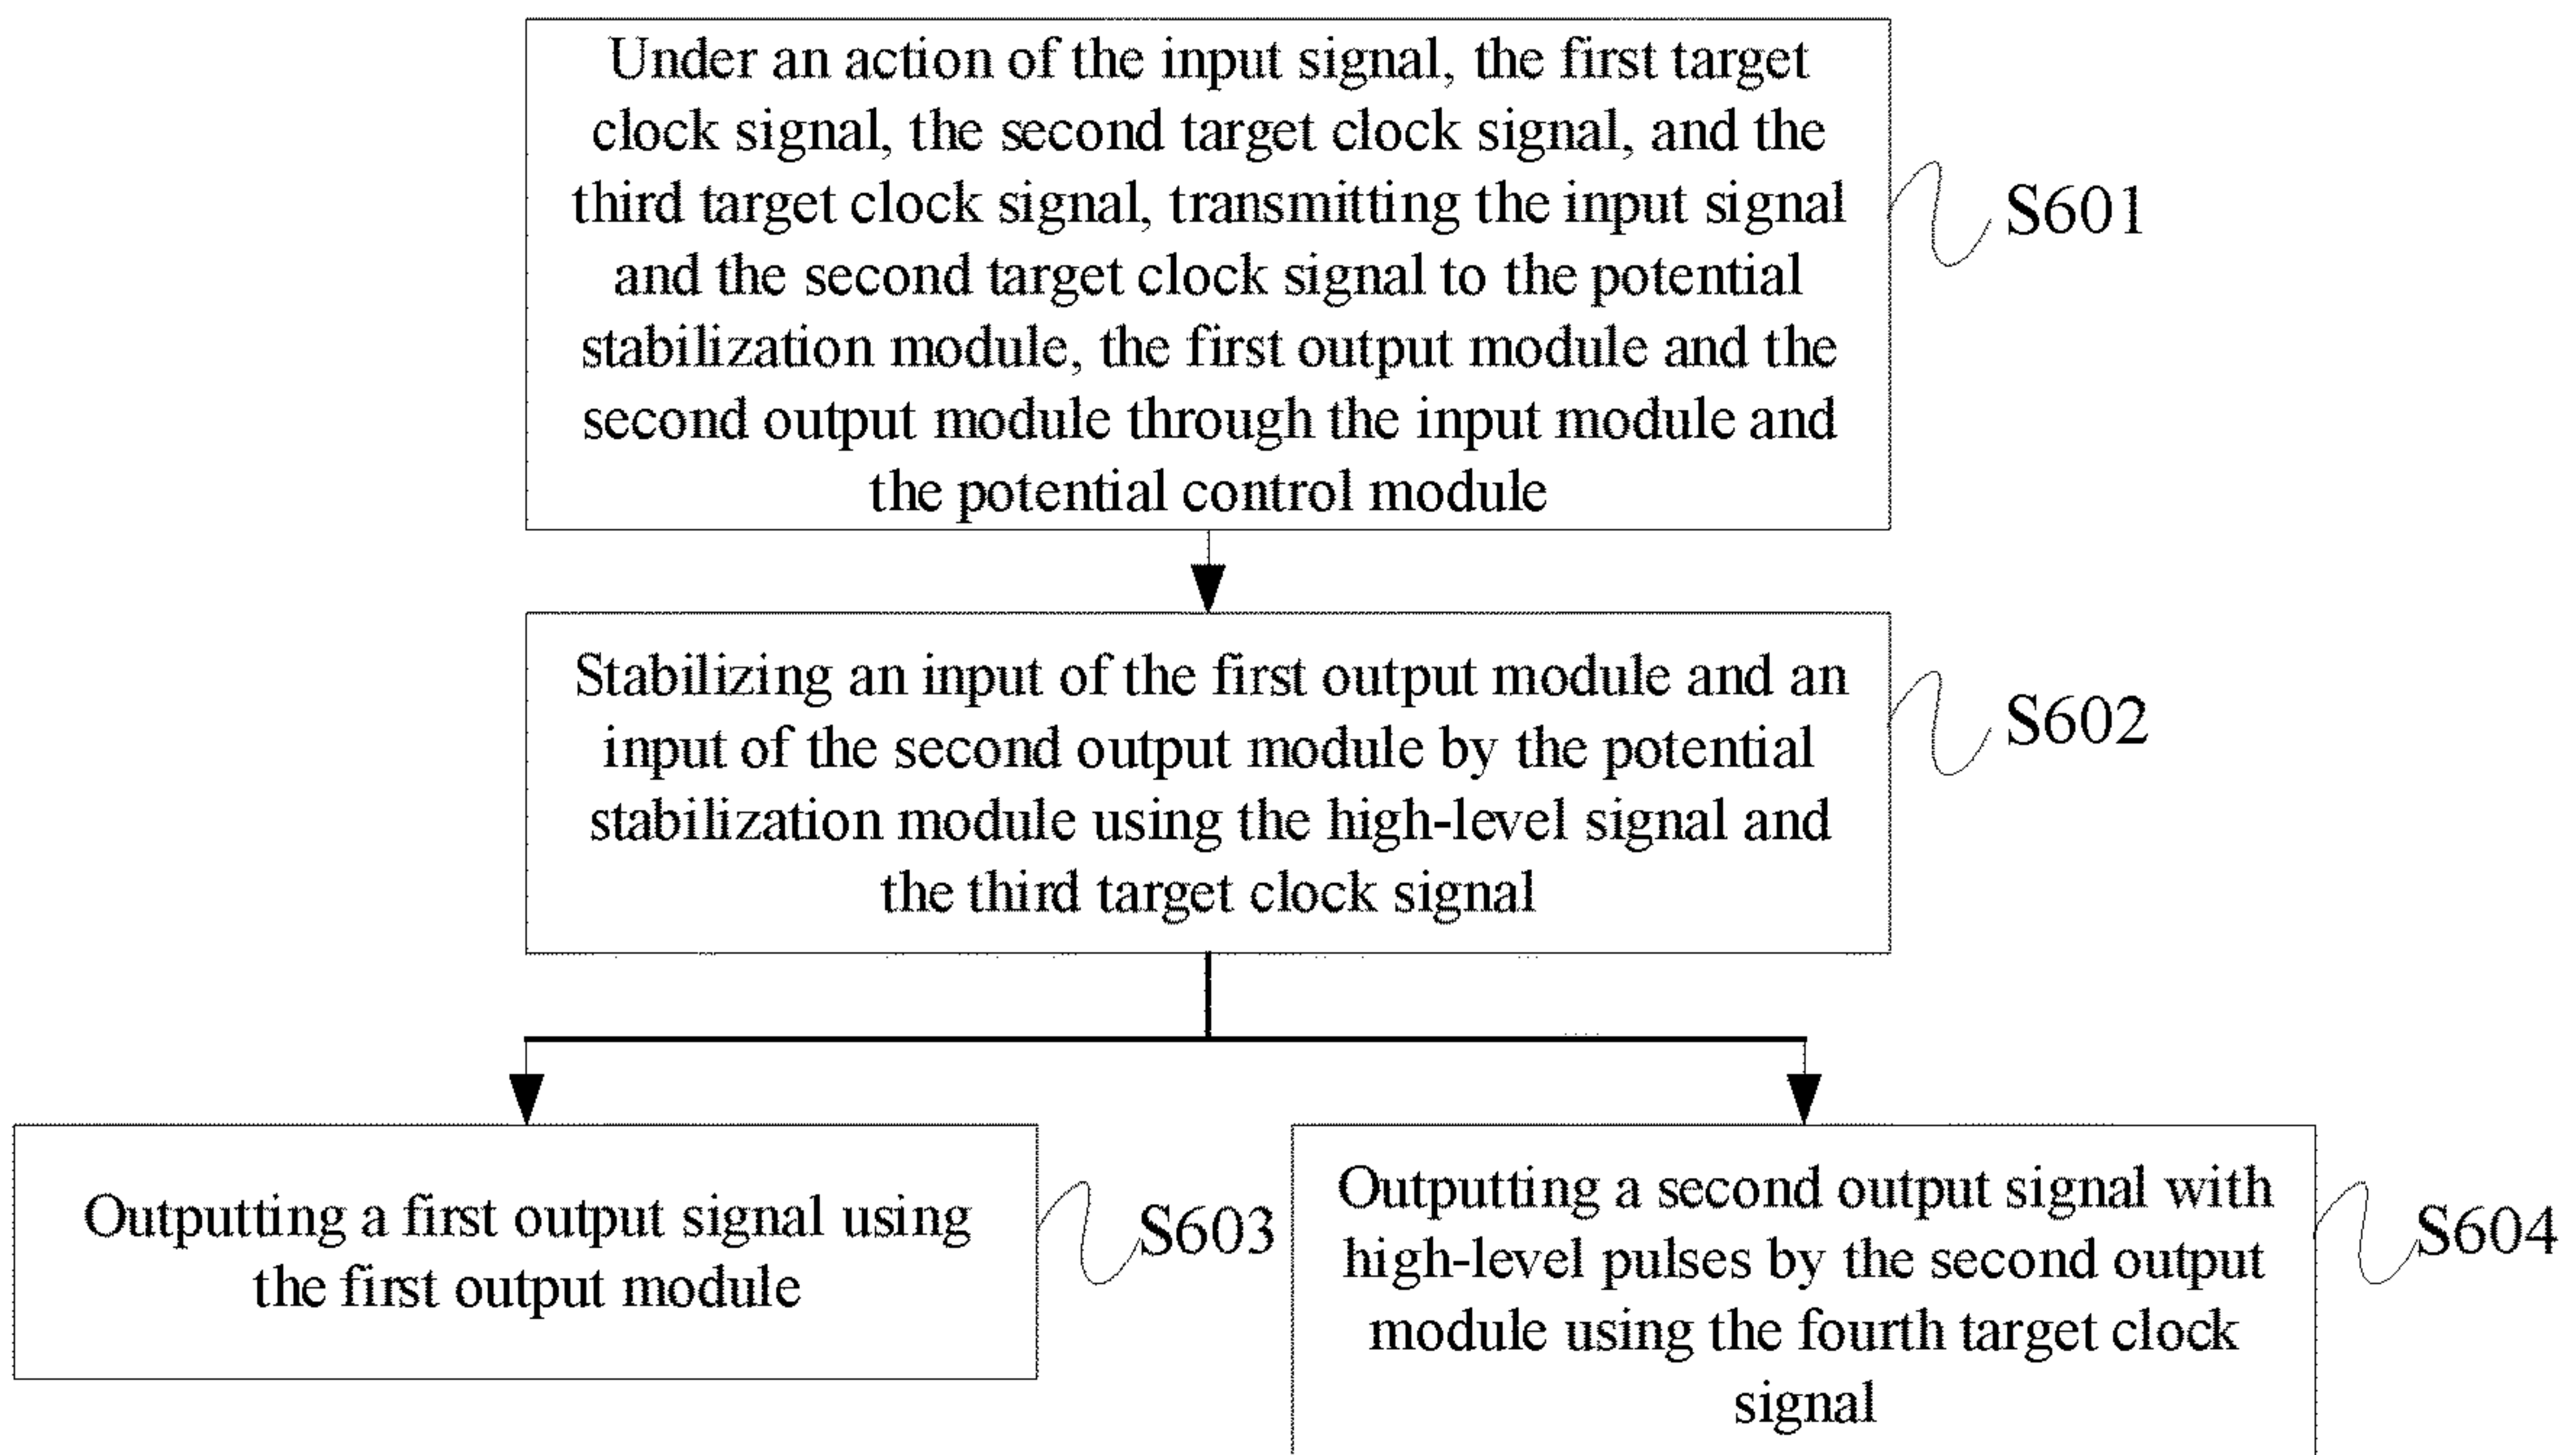 Under an action of the input signal, the first target
clock signal, the second target clock signal, and the
third target clock signal, transmitting the input signal
and the second target clock signal to the potential
stabilization module, the first output module and the
second output module through the input module and
the potential control module
S601
Stabilizing an input of the first output module and an
input of the second output module by the potential
stabilization module using the high-level signal and
the third target clock signal
S602
Outputting a first output signal using
the first output module
S603
Outputting a second output signal with
high-level pulses by the second output
module using the fourth target clock
signal
S604